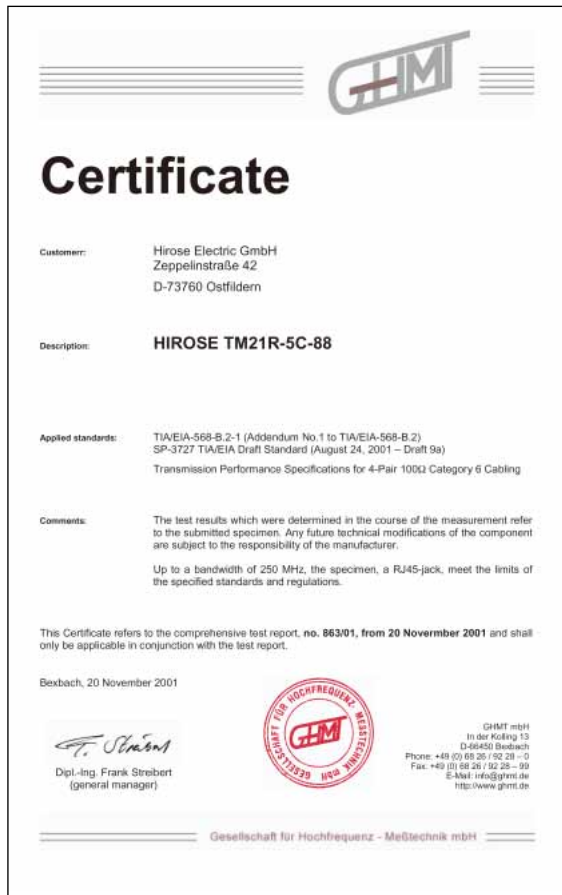 GHMT
Certificate
Customerr: Hirose Electric GmbH
Zeppelinstraße 42
D-73760 Ostfildern
Description: HIROSE TM21R-5C-88
Applied standards: TIA/EIA-568-B.2-1 (Addendum No.1 to TIA/EIA-568-B.2)
SP-3727 TIA/EIA Draft Standard (August 24, 2001 – Draft 9a)
Transmission Performance Specifications for 4-Pair 100Ω Category 6 Cabling
Comments: The test results which were determined in the course of the measurement refer
to the submitted specimen. Any future technical modifications of the component
are subject to the responsibility of the manufacturer.
Up to a bandwidth of 250 MHz, the specimen, a RJ45-jack, meet the limits of
the specified standards and regulations.
This Certificate refers to the comprehensive test report, no. 863/01, from 20 Novermber 2001 and shall
only be applicable in conjunction with the test report.
Bexbach, 20 November 2001
GESELLSCHAFT FÜR HOCHFREQUENZ- MESSTECHNIK mbH
GHMT
F. Streibert
Dipl.-Ing. Frank Streibert
(general manager)
GHMT mbH
In der Kolling 13
D-66450 Bexbach
Phone: +49 (0) 68 26 / 92 28 – 0
Fax: +49 (0) 68 26 / 92 28 – 99
E-Mail: info@ghmt.de
http://www.ghmt.de
Gesellschaft für Hochfrequenz - Meßtechnik mbH